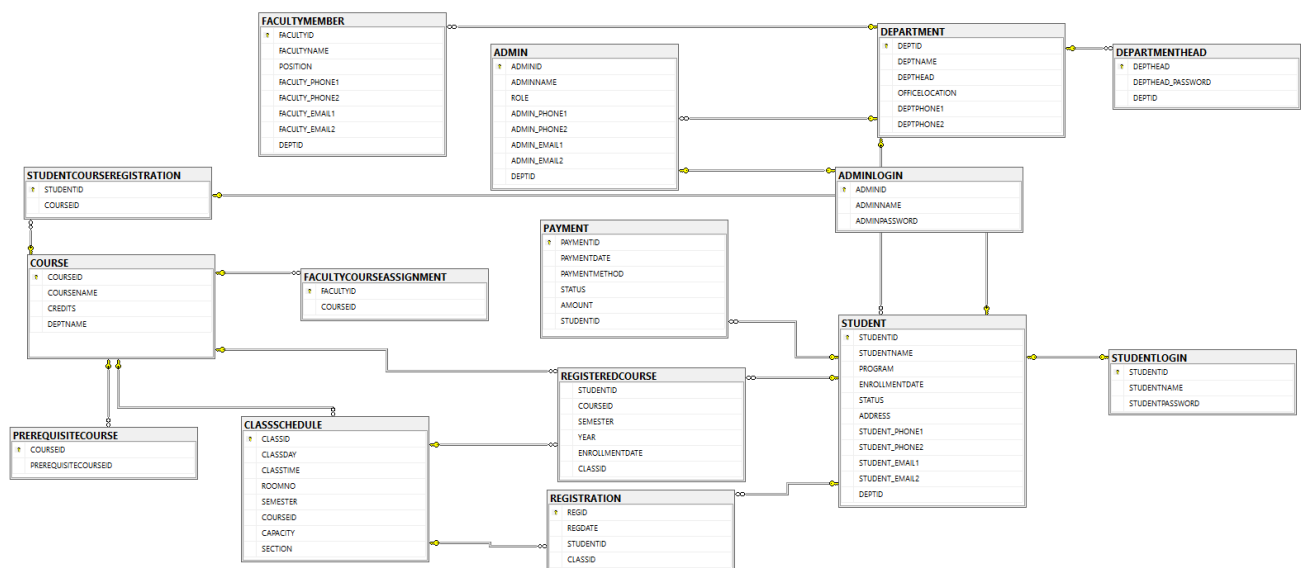 FACULTYMEMBER
FACULTYID
FACULTYNAME
POSITION
FACULTY_PHONE1
FACULTY_PHONE2
FACULTY_EMAIL1
FACULTY_EMAIL2
DEPTID
ADMIN
ADMINID
ADMINNAME
ROLE
ADMIN_PHONE1
ADMIN_PHONE2
ADMIN_EMAIL1
ADMIN_EMAIL2
DEPTID
DEPARTMENT
DEPTID
DEPTNAME
DEPTHEAD
OFFICELOCATION
DEPTPHONE1
DEPTPHONE2
DEPARTMENTHEAD
DEPTHEAD
DEPTHEAD_PASSWORD
DEPTID
STUDENTCOURSEREGISTRATION
STUDENTID
COURSEID
ADMINLOGIN
ADMINID
ADMINNAME
ADMINPASSWORD
COURSE
COURSEID
COURSENAME
CREDITS
DEPTNAME
FACULTYCOURSEASSIGNMENT
FACULTYID
COURSEID
PAYMENT
PAYMENTID
PAYMENTDATE
PAYMENTMETHOD
STATUS
AMOUNT
STUDENTID
STUDENT
STUDENTID
STUDENTNAME
PROGRAM
ENROLLMENTDATE
STATUS
ADDRESS
STUDENT_PHONE1
STUDENT_PHONE2
STUDENT_EMAIL1
STUDENT_EMAIL2
DEPTID
STUDENTLOGIN
STUDENTID
STUDENTNAME
STUDENTPASSWORD
REGISTEREDCOURSE
STUDENTID
COURSEID
SEMESTER
YEAR
ENROLLMENTDATE
CLASSID
PREREQUISITECOURSE
COURSEID
PREREQUISITECOURSEID
CLASSSCHEDULE
CLASSID
CLASSDAY
CLASSTIME
ROOMNO
SEMESTER
COURSEID
CAPACITY
SECTION
REGISTRATION
REGID
REGDATE
STUDENTID
CLASSID